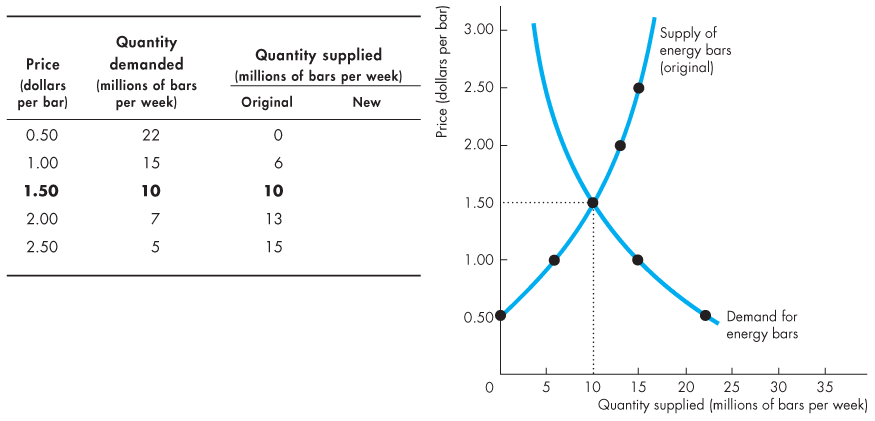 Quantity
demanded
(millions of bars
per week)
Price
(dollars
per bar)
Quantity supplied
(millions of bars per week)
Original New
0.50 22 0
1.00 15 6
1.50 10 10
2.00 7 13
2.50 5 15
Price (dollars per bar)
3.00
2.50
2.00
1.50
1.00
0.50
0 5 10 15 20 25 30 35
Quantity supplied (millions of bars per week)
Supply of
energy bars
(original)
Demand for
energy bars